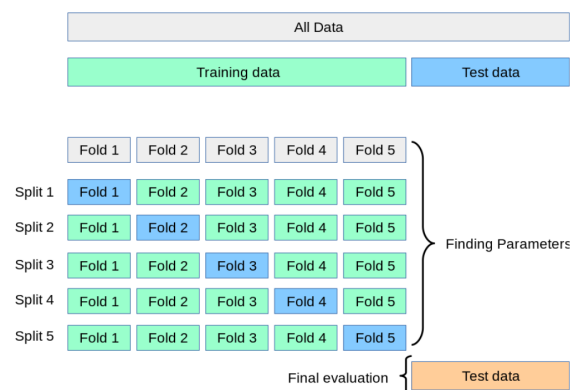 All Data
Training data Test data
Fold 1 Fold 2 Fold 3 Fold 4 Fold 5
Split 1 Fold 1 Fold 2 Fold 3 Fold 4 Fold 5
Split 2 Fold 1 Fold 2 Fold 3 Fold 4 Fold 5
Finding Parameters
Split 3 Fold 1 Fold 2 Fold 3 Fold 4 Fold 5
Split 4 Fold 1 Fold 2 Fold 3 Fold 4 Fold 5
Split 5 Fold 1 Fold 2 Fold 3 Fold 4 Fold 5
Final evaluation Test data